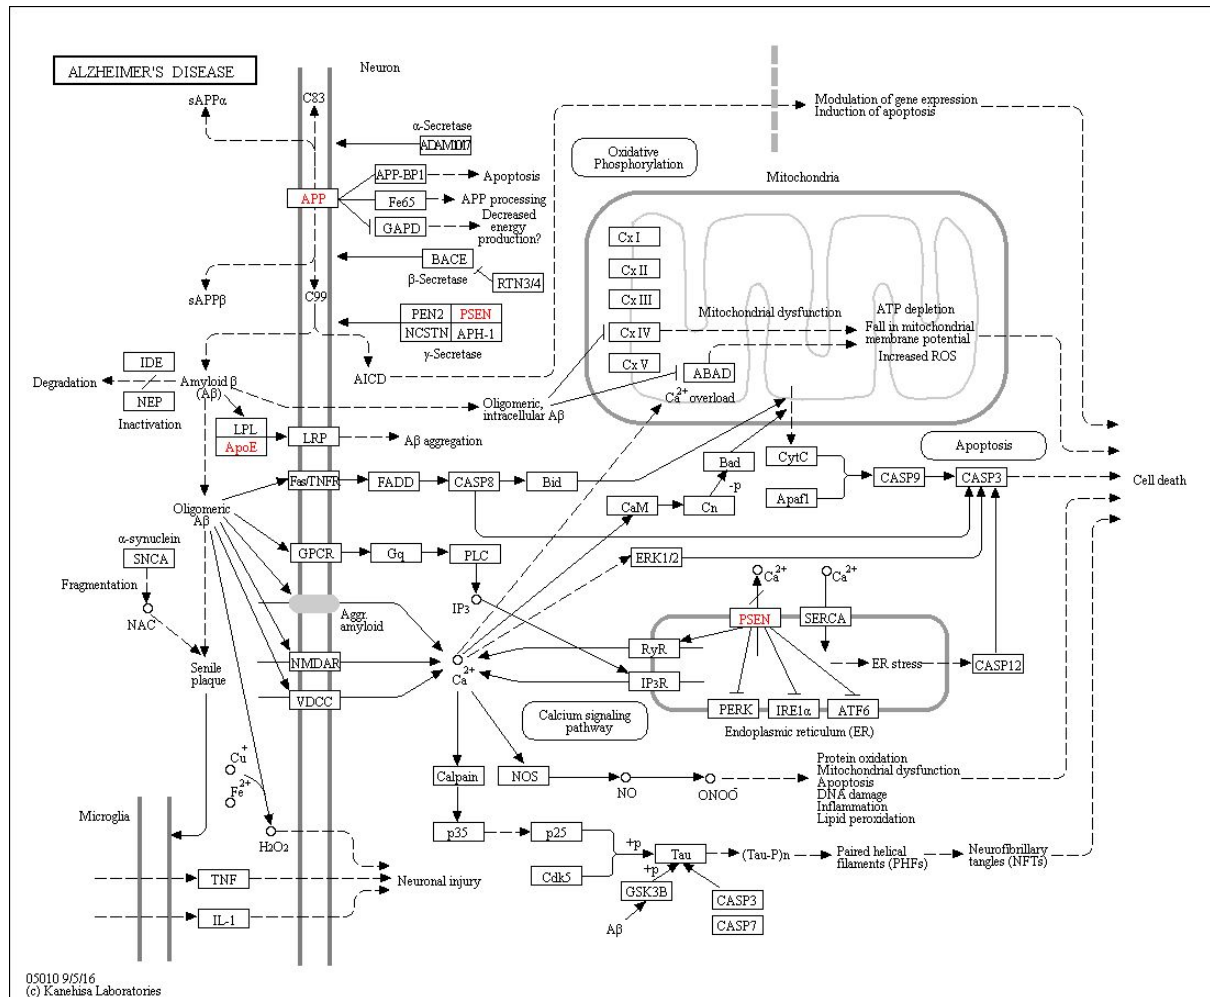 ALZHEIMER'S DISEASE
Neuron
sAPPα
C83
α-Secretase
ADAM10/17
Modulation of gene expression
Induction of apoptosis
Oxidative
Phosphorylation
Mitochondria
APP
APP-BP1
Apoptosis
Fe65
APP processing
GAPD
Decreased
energy
production?
BACE
β-Secretase
RTN3/4
sAPPβ
C99
PEN2
PSEN
NCSTN
APH-1
γ-Secretase
Cx I
Cx II
Cx III
Cx IV
Cx V
Mitochondrial dysfunction
ATP depletion
Fall in mitochondrial
membrane potential
Increased ROS
ABAD
Ca2+ overload
IDE
Degradation
NEP
Inactivation
Amyloid β
(Aβ)
AICD
Oligomeric,
intracellular Aβ
LPL
ApoE
LRP
Aβ aggregation
Fas/TNFR
FADD
CASP8
Bid
Bad
-p
CaM
Cn
CytC
Apaf1
CASP9
CASP3
Apoptosis
Cell death
Oligomeric
Aβ
α-synuclein
SNCA
Fragmentation
NAC
GPCR
Gq
PLC
IP3
ERK1/2
Aggr.
amyloid
Senile
plaque
NMDAR
VDCC
Ca2+
Ca2+
Ca2+
PSEN
SERCA
RyR
IP3R
ER stress
CASP12
PERK
IRE1α
ATF6
Endoplasmic reticulum (ER)
Calcium signaling
pathway
Cu+
Fe2+
H2O2
Calpain
NOS
NO
ONOO-
Protein oxidation
Mitochondrial dysfunction
Apoptosis
DNA damage
Inflammation
Lipid peroxidation
Microglia
p35
p25
Cdk5
+p
Tau
+p
GSK3B
Aβ
(Tau-P)n
Paired helical
filaments (PHFs)
Neurofibrillary
tangles (NFTs)
CASP3
CASP7
TNF
IL-1
Neuronal injury
05010 9/5/16
(c) Kanehisa Laboratories